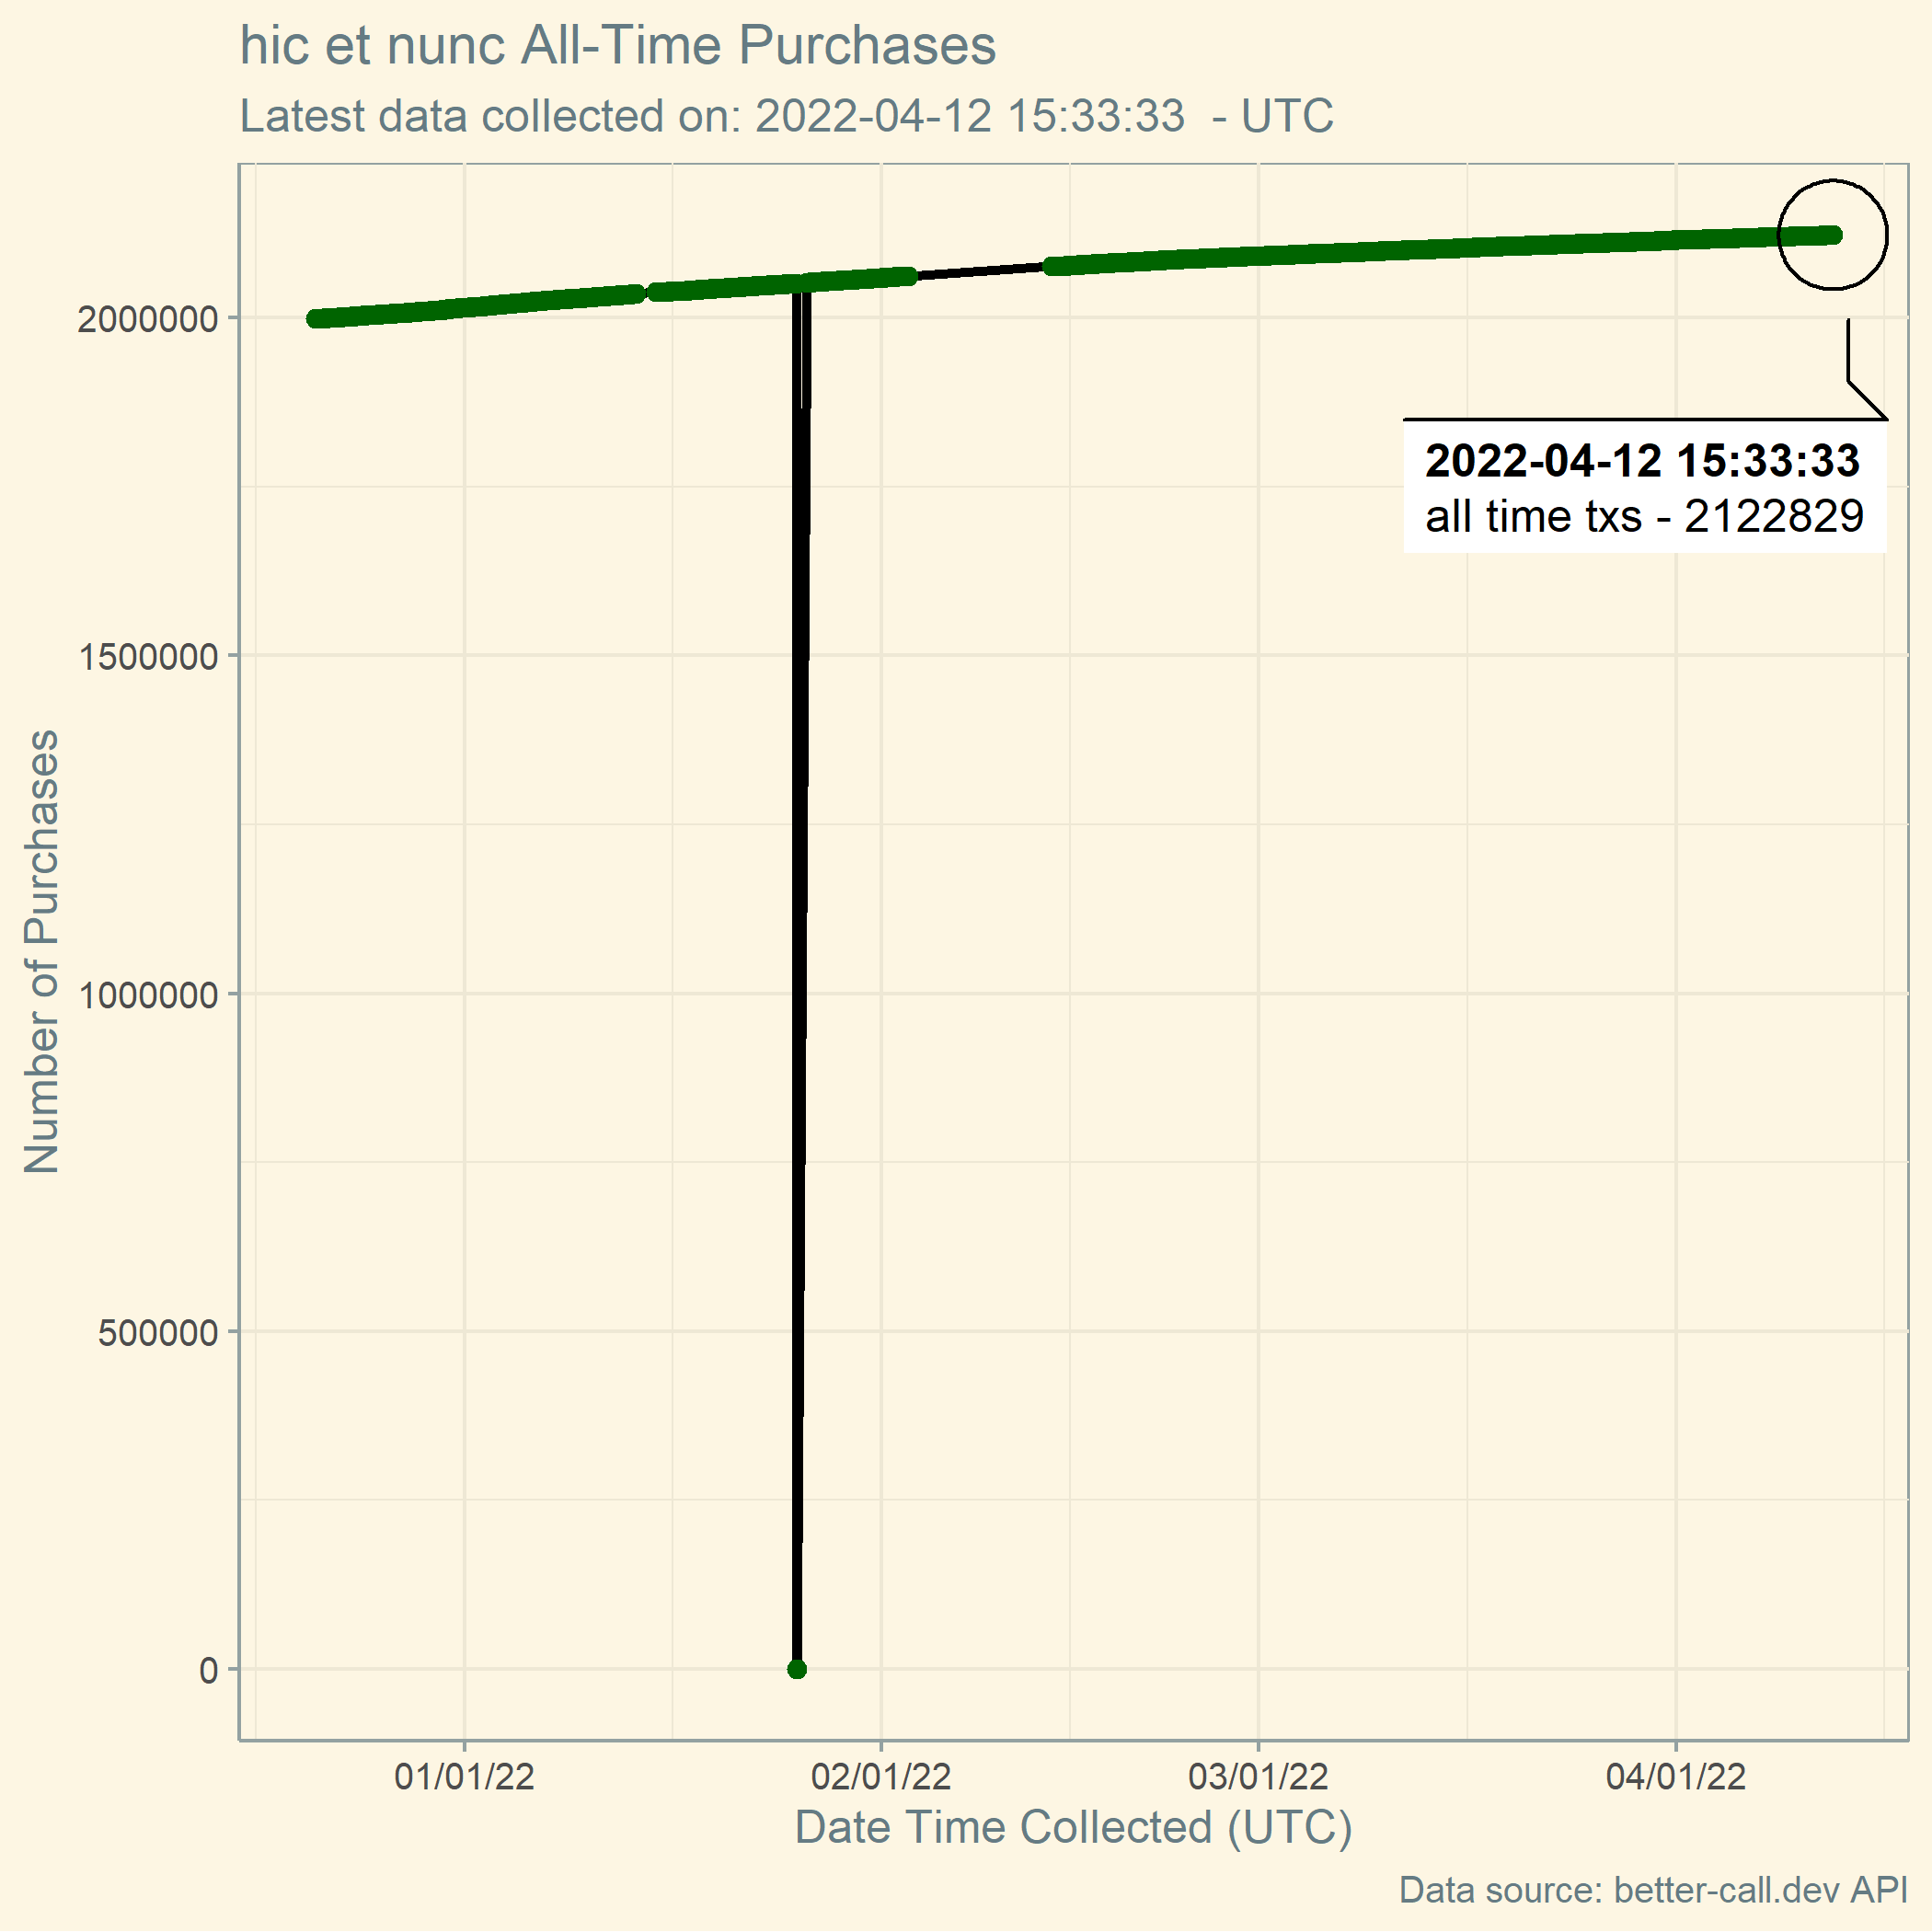 hic et nunc All-Time Purchases
Latest data collected on: 2022-04-12 15:33:33  - UTC
2000000
1500000
1000000
500000
0
Number of Purchases
2022-04-12 15:33:33
all time txs - 2122829
01/01/22 02/01/22 03/01/22 04/01/22
Date Time Collected (UTC)
Data source: better-call.dev API